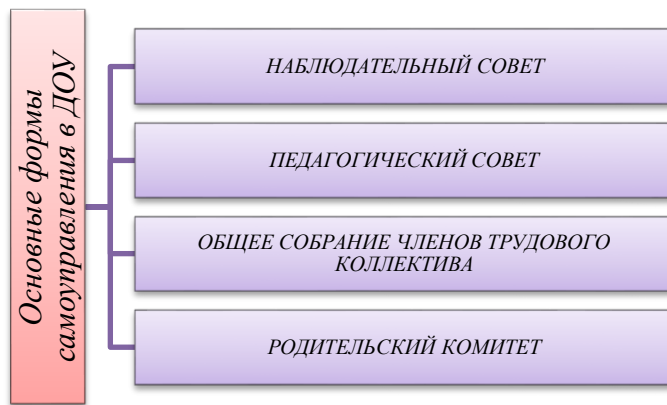 Основные формы
самоуправления в ДОУ
НАБЛЮДАТЕЛЬНЫЙ СОВЕТ
ПЕДАГОГИЧЕСКИЙ СОВЕТ
ОБЩЕЕ СОБРАНИЕ ЧЛЕНОВ ТРУДОВОГО
КОЛЛЕКТИВА
РОДИТЕЛЬСКИЙ КОМИТЕТ